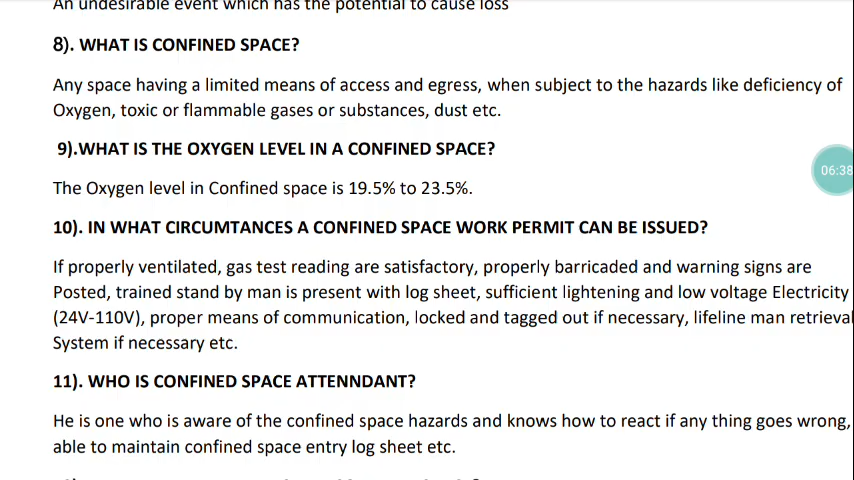 An undesirable event which has the potential to cause loss
8). WHAT IS CONFINED SPACE?
Any space having a limited means of access and egress, when subject to the hazards like deficiency of
Oxygen, toxic or flammable gases or substances, dust etc.
9).WHAT IS THE OXYGEN LEVEL IN A CONFINED SPACE?
The Oxygen level in Confined space is 19.5% to 23.5%.
06:38
10). IN WHAT CIRCUMTANCES A CONFINED SPACE WORK PERMIT CAN BE ISSUED?
If properly ventilated, gas test reading are satisfactory, properly barricaded and warning signs are
Posted, trained stand by man is present with log sheet, sufficient lightening and low voltage Electricity
(24V-110V), proper means of communication, locked and tagged out if necessary, lifeline man retrieval
System if necessary etc.
11). WHO IS CONFINED SPACE ATTENNDANT?
He is one who is aware of the confined space hazards and knows how to react if any thing goes wrong,
able to maintain confined space entry log sheet etc.